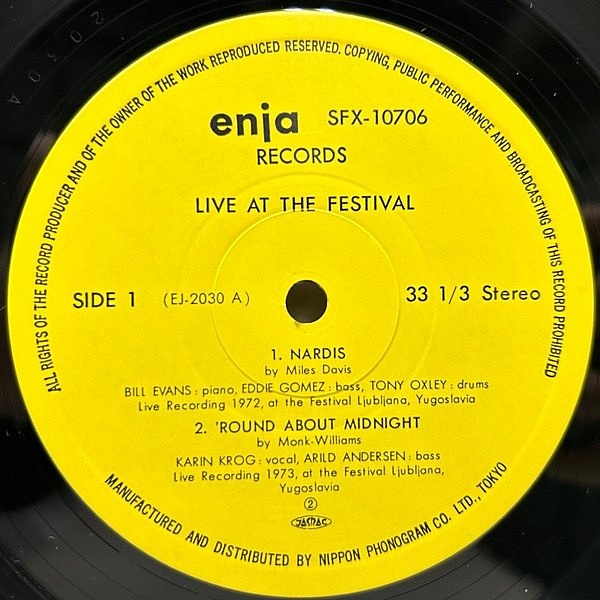 ALL RIGHTS OF THE RECORD PRODUCER AND OF THE OWNER OF THE WORK REPRODUCED RESERVED. COPYING, PUBLIC PERFORMANCE AND BROADCASTING OF THIS RECORD PROHIBITED
enja SFX-10706
RECORDS
LIVE AT THE FESTIVAL
SIDE 1 (EJ-2030 A) 33 1/3 Stereo
1. NARDIS
by Miles Davis
BILL EVANS : piano, EDDIE GOMEZ : bass, TONY OXLEY : drums
Live Recording 1972, at the Festival Ljubljana, Yugoslavia
2. 'ROUND ABOUT MIDNIGHT
by Monk-Williams
KARIN KROG : vocal, ARILD ANDERSEN : bass
Live Recording 1973, at the Festival Ljubljana,
Yugoslavia
②
JASRAC
MANUFACTURED AND DISTRIBUTED BY NIPPON PHONOGRAM CO. LTD., TOKYO
2030A